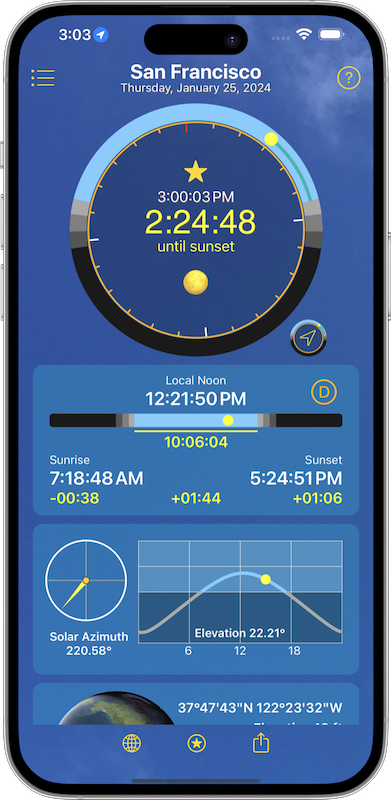 3:03
San Francisco
Thursday, January 25, 2024
?
3:00:03 PM
2:24:48
until sunset
Local Noon
12:21:50 PM
D
10:06:04
Sunrise Sunset
7:18:48 AM 5:24:51 PM
-00:38 +01:44 +01:06
Elevation 22.21°
Solar Azimuth
220.58°
6 12 18
37°47'43"N 122°23'32"W